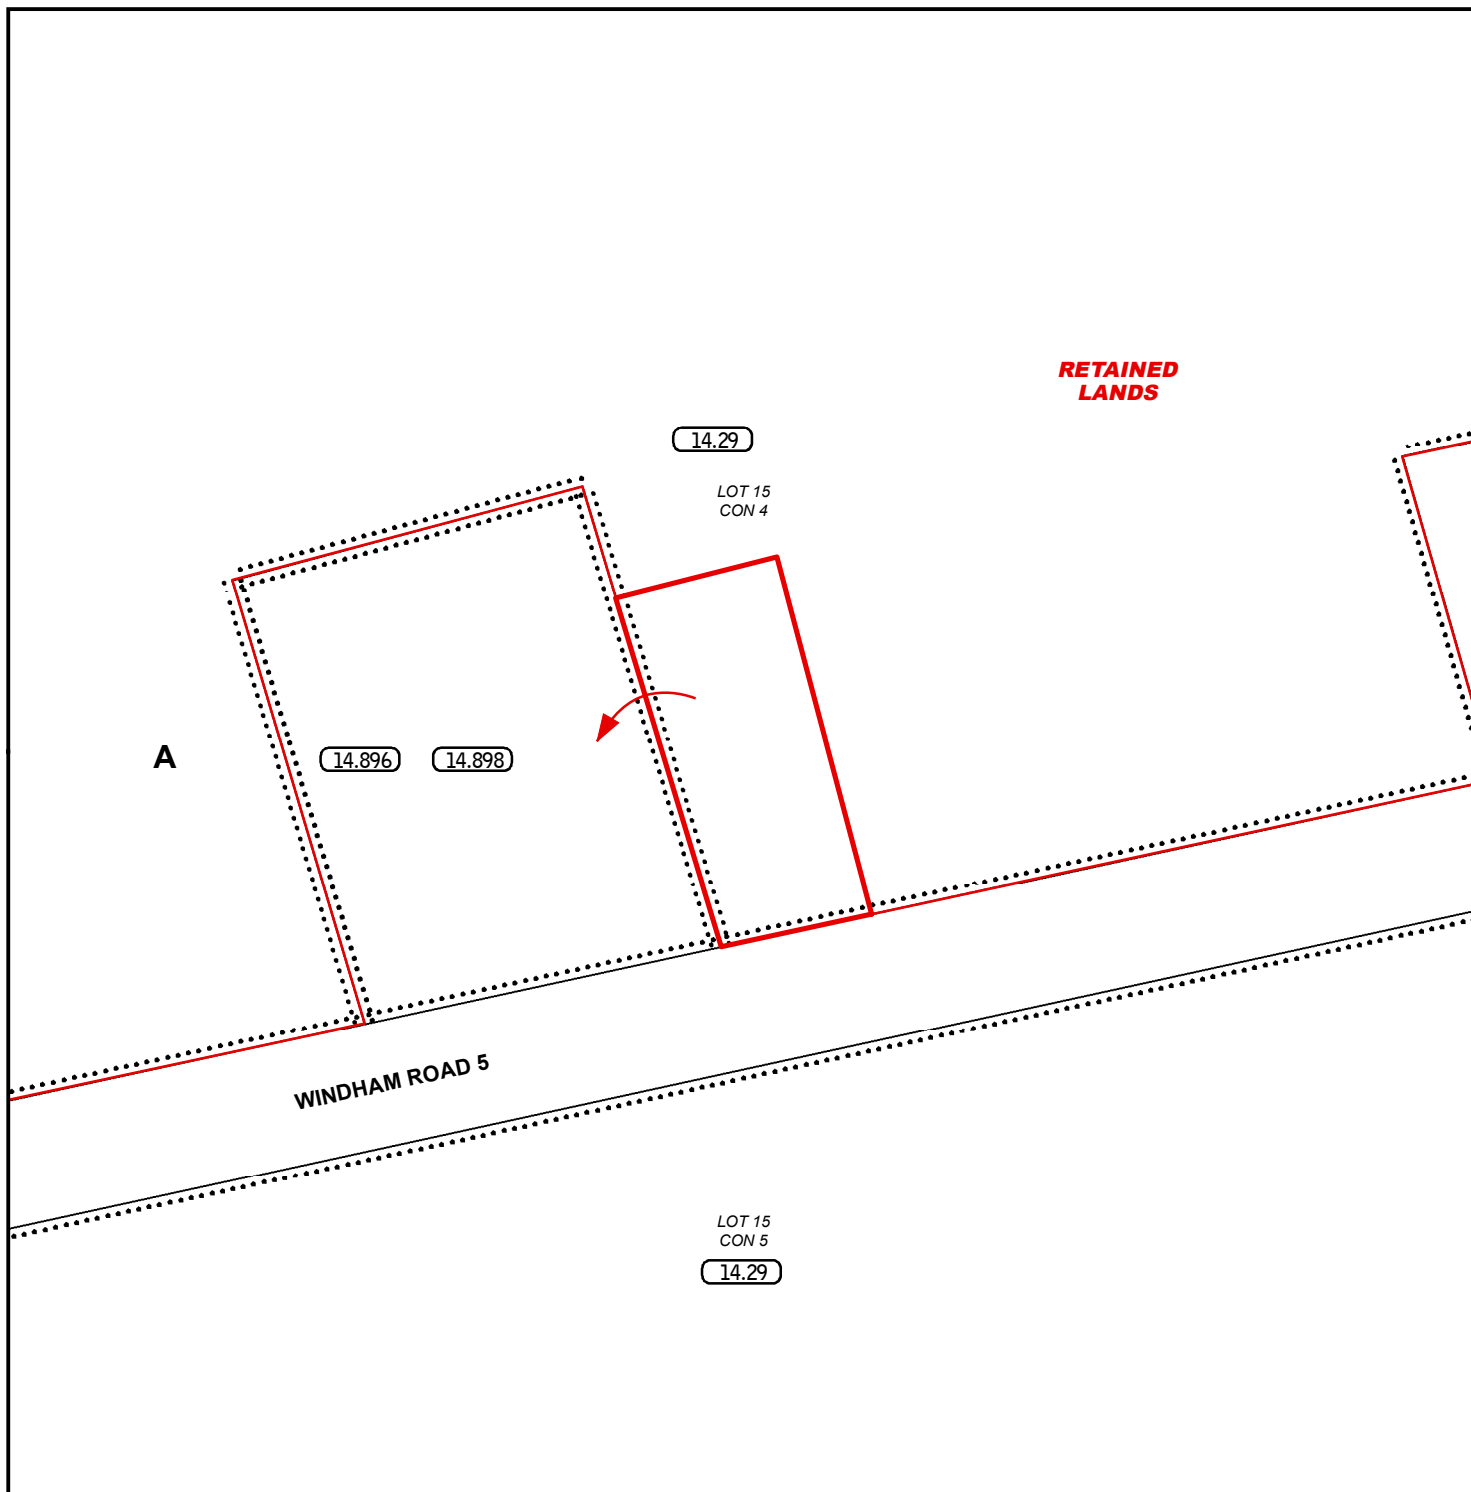 RETAINED
LANDS
14.29
LOT 15
CON 4
A
14.896
14.898
WINDHAM ROAD 5
LOT 15
CON 5
14.29